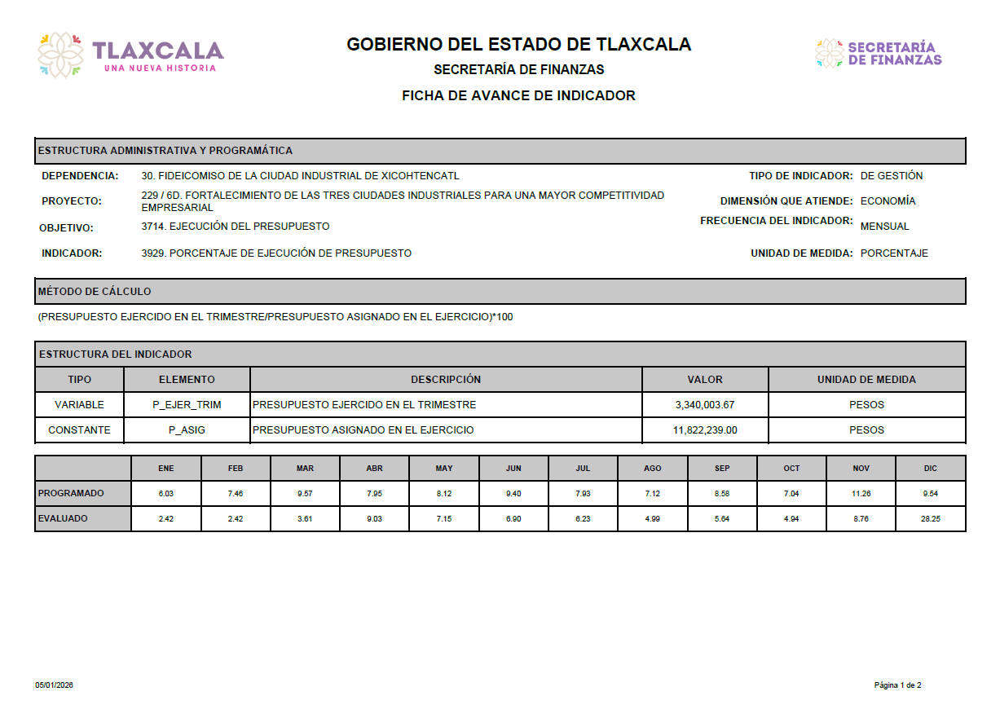 TLAXCALA
UNA NUEVA HISTORIA
GOBIERNO DEL ESTADO DE TLAXCALA
SECRETARÍA DE FINANZAS
FICHA DE AVANCE DE INDICADOR
SECRETARÍA
DE FINANZAS
ESTRUCTURA ADMINISTRATIVA Y PROGRAMÁTICA
DEPENDENCIA: 30. FIDEICOMISO DE LA CIUDAD INDUSTRIAL DE XICOHTENCATL TIPO DE INDICADOR: DE GESTIÓN
PROYECTO: 229 / 6D. FORTALECIMIENTO DE LAS TRES CIUDADES INDUSTRIALES PARA UNA MAYOR COMPETITIVIDAD
EMPRESARIAL DIMENSIÓN QUE ATIENDE: ECONOMÍA
OBJETIVO: 3714. EJECUCIÓN DEL PRESUPUESTO FRECUENCIA DEL INDICADOR: MENSUAL
INDICADOR: 3929. PORCENTAJE DE EJECUCIÓN DE PRESUPUESTO UNIDAD DE MEDIDA: PORCENTAJE
MÉTODO DE CÁLCULO
(PRESUPUESTO EJERCIDO EN EL TRIMESTRE/PRESUPUESTO ASIGNADO EN EL EJERCICIO)*100
ESTRUCTURA DEL INDICADOR
TIPO ELEMENTO DESCRIPCIÓN VALOR UNIDAD DE MEDIDA
VARIABLE P_EJER_TRIM PRESUPUESTO EJERCIDO EN EL TRIMESTRE 3,340,003.67 PESOS
CONSTANTE P_ASIG PRESUPUESTO ASIGNADO EN EL EJERCICIO 11,822,239.00 PESOS
ENE FEB MAR ABR MAY JUN JUL AGO SEP OCT NOV DIC
PROGRAMADO 6.03 7.46 9.57 7.95 8.12 9.40 7.93 7.12 8.58 7.04 11.26 9.54
EVALUADO 2.42 2.42 3.61 9.03 7.15 6.90 6.23 4.99 5.64 4.94 8.76 28.25
05/01/2026 Página 1 de 2